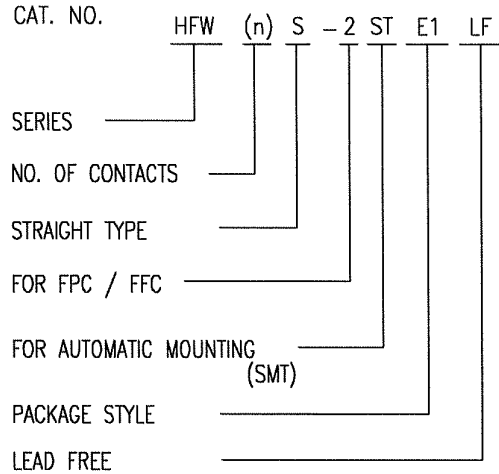 CAT. NO.
HFW (n) S - 2 ST E1 LF
SERIES
NO. OF CONTACTS
STRAIGHT TYPE
FOR FPC / FFC
FOR AUTOMATIC MOUNTING
(SMT)
PACKAGE STYLE
LEAD FREE